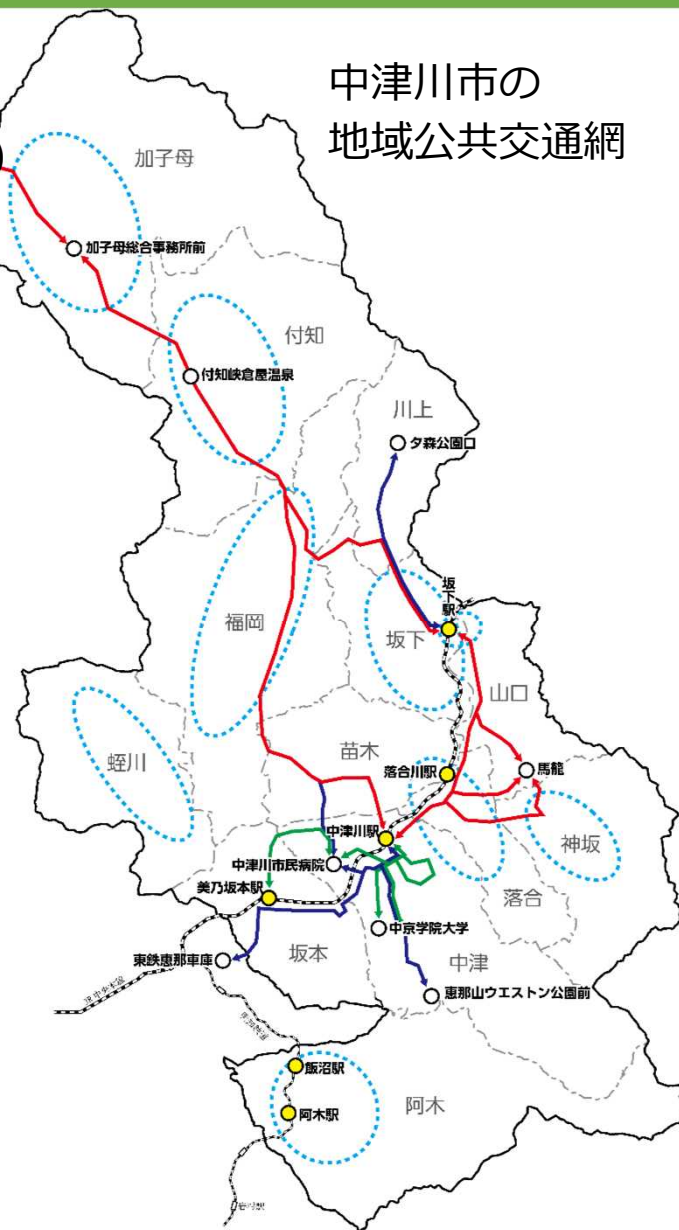 中津川市の
地域公共交通網
加子母
加子母総合事務所前
付知
付知峡倉屋温泉
川上
夕森公園口
坂下駅
福岡
坂下
山口
苗木
蛭川
落合川駅
馬籠
中津川駅
神坂
中津川市民病院
美乃坂本駅
落合
中京学院大学
東鉄恵那車庫
坂本
中津
恵那山ウエストン公園前
JR中央本線
飯沼駅
阿木駅
阿木